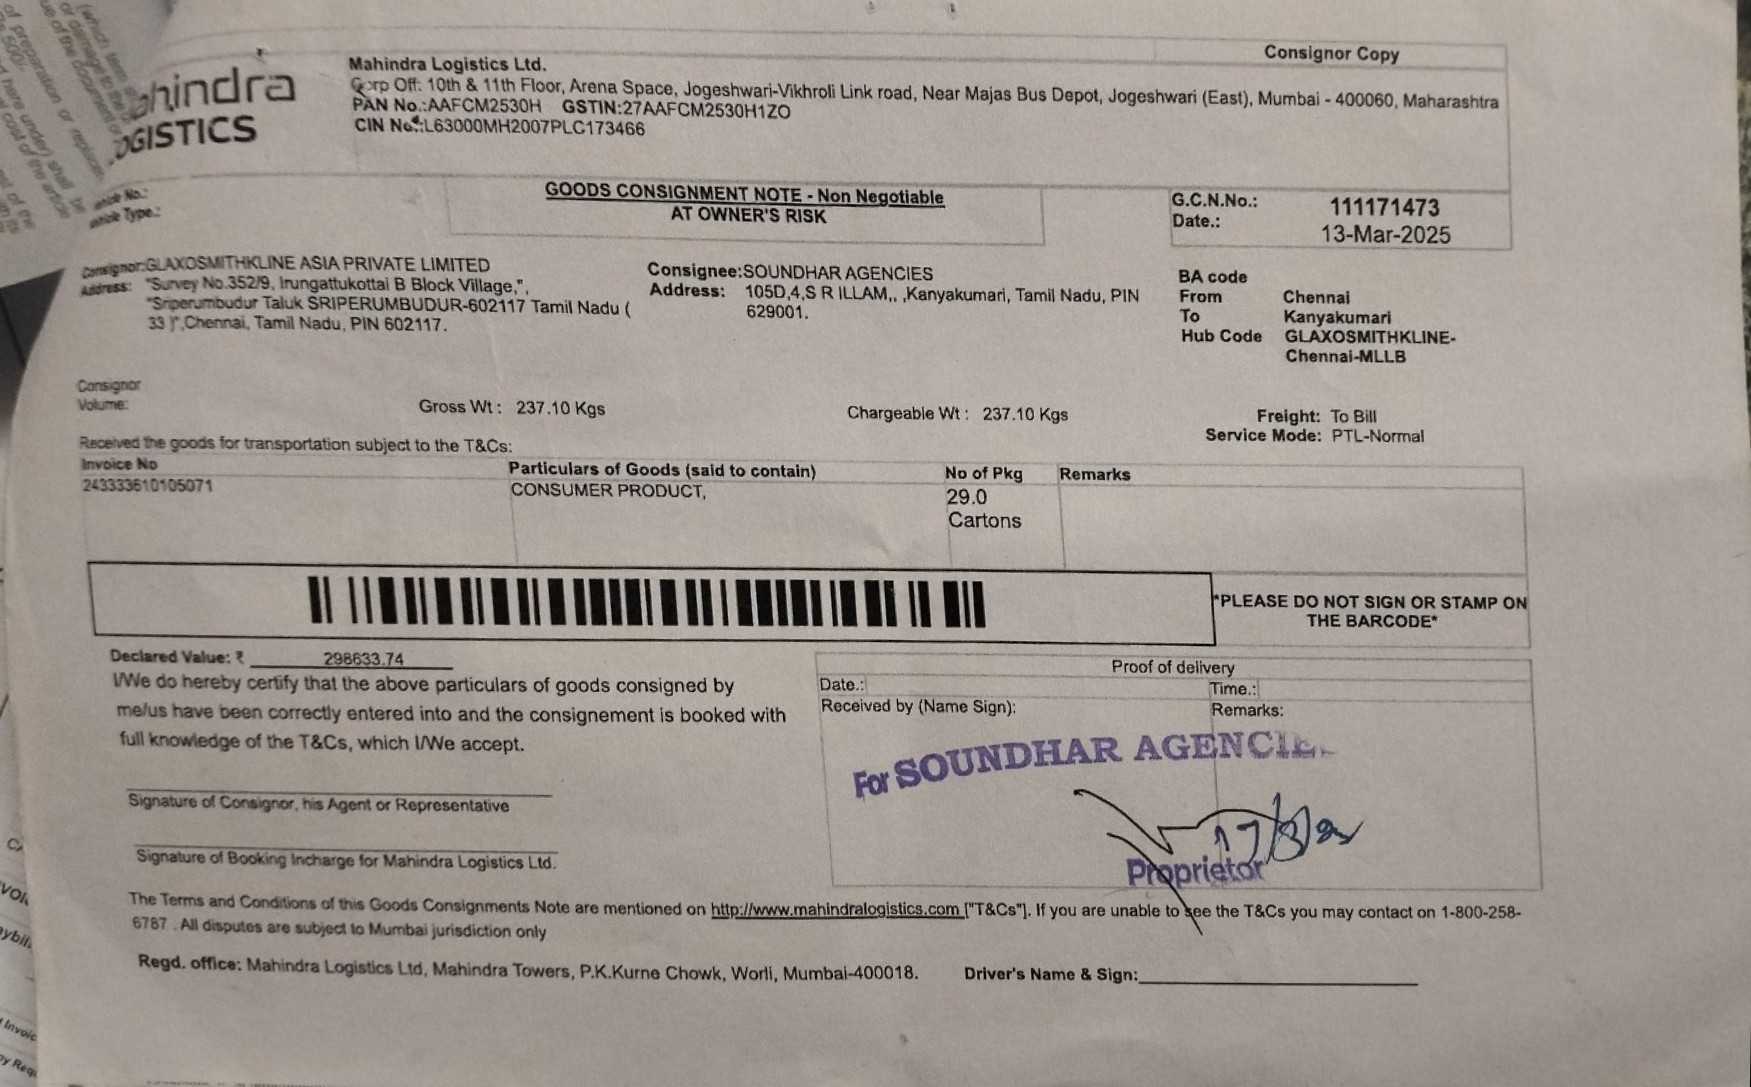 Consignor Copy
Mahindra Logistics Ltd.
Corp Off: 10th & 11th Floor, Arena Space, Jogeshwari-Vikhroli Link road, Near Majas Bus Depot, Jogeshwari (East), Mumbai - 400060, Maharashtra
PAN No.:AAFCM2530H GSTIN:27AAFCM2530H1ZO
CIN No.:L63000MH2007PLC173466
GOODS CONSIGNMENT NOTE - Non Negotiable
AT OWNER'S RISK
G.C.N.No.: 111171473
Date.: 13-Mar-2025
Type.:
Consignor:GLAXOSMITHKLINE ASIA PRIVATE LIMITED
Address: "Survey No.352/9, Irungattukottai B Block Village,",
"Sriperumbudur Taluk SRIPERUMBUDUR-602117 Tamil Nadu (
33 )",Chennai, Tamil Nadu, PIN 602117.
Consignee:SOUNDHAR AGENCIES
Address: 105D,4,S R ILLAM,, ,Kanyakumari, Tamil Nadu, PIN
629001.
BA code
From Chennai
To Kanyakumari
Hub Code GLAXOSMITHKLINE-
Chennai-MLLB
Consignor
Volume:
Gross Wt : 237.10 Kgs
Chargeable Wt : 237.10 Kgs
Freight: To Bill
Service Mode: PTL-Normal
Received the goods for transportation subject to the T&Cs:
Invoice No Particulars of Goods (said to contain) No of Pkg Remarks
243333610105071 CONSUMER PRODUCT, 29.0
Cartons
*PLEASE DO NOT SIGN OR STAMP ON
THE BARCODE*
Declared Value: ₹ 298633.74
I/We do hereby certify that the above particulars of goods consigned by
me/us have been correctly entered into and the consignement is booked with
full knowledge of the T&Cs, which I/We accept.
Signature of Consignor, his Agent or Representative
Signature of Booking Incharge for Mahindra Logistics Ltd.
Proof of delivery
Date.: Time.:
Received by (Name Sign): Remarks:
For SOUNDHAR AGENCIES
Proprietor
The Terms and Conditions of this Goods Consignments Note are mentioned on http://www.mahindralogistics.com ["T&Cs"]. If you are unable to see the T&Cs you may contact on 1-800-258-
6787 . All disputes are subject to Mumbai jurisdiction only
Regd. office: Mahindra Logistics Ltd, Mahindra Towers, P.K.Kurne Chowk, Worli, Mumbai-400018. Driver's Name & Sign: